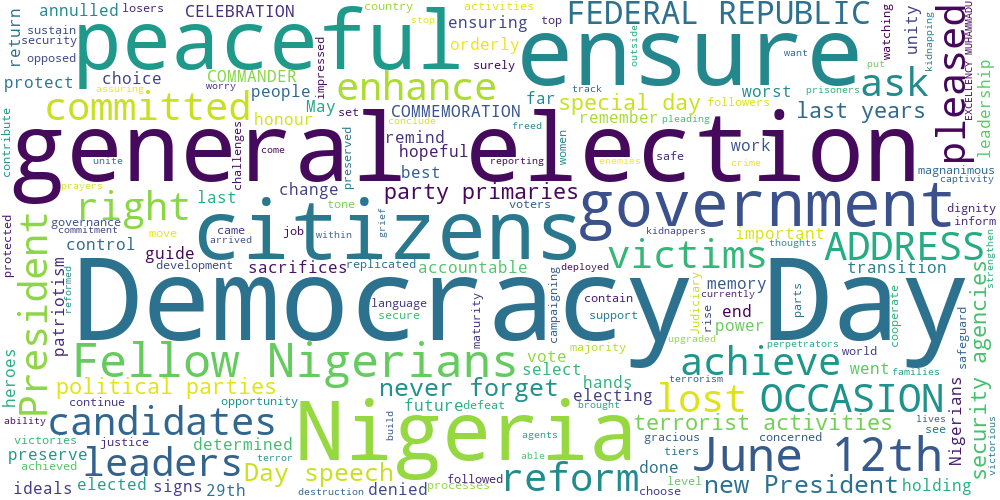 return annulled losers CELEBRATION country activities FEDERAL REPUBLIC watching unity
sustain security opposed peaceful stop ensuring top ensure outside want kidnapping pleased EXCELLENCY MUHAMMADU
protect choice COMMANDER impressed orderly surely track put prisoners ask leadership
assuring people worry enhance far worst
committed honour May set COMMEMORATION special day followers last years
contribute conclude remind freed remember pleading
general election
unite come challenges preserved hopeful reporting women enemies safe work crime magnanimous captivity
prayers change best party primaries
right last tone voters government dignity inform
protected governance commitment move came arrived job within grief citizens kidnappers important
President patriotism control guide replicated victims thoughts ADDRESS strengthen
reformed development sacrifices accountable deployed transition
Democracy Day
language secure maturity campaigning contain support Judiciary rise currently upgraded memory end power parts cooperate safeguard security agencies
heroes Fellow Nigerians vote select majority perpetrators achieve world went families
political parties never forget hands electing terrorism lost OCCASION
continue opportunity future defeat brought terrorist activities lives see victorious Nigerians
ability candidates Nigeria
victories justice determined build agents able gracious concerned
preserve achieved terror tiers June 12th
leaders Day speech followed reform done level
ideals elected signs 29th destruction denied processes choose new President holding